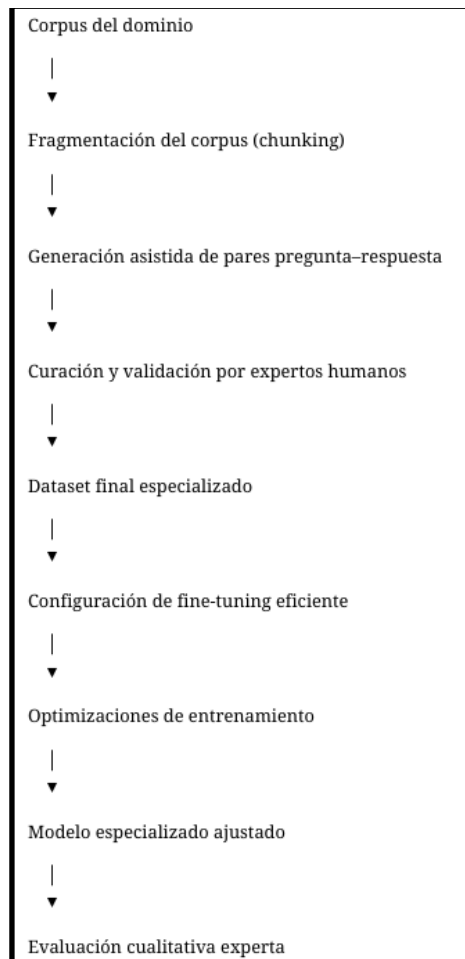 Corpus del dominio
Fragmentación del corpus (chunking)
Generación asistida de pares pregunta–respuesta
Curación y validación por expertos humanos
Dataset final especializado
Configuración de fine-tuning eficiente
Optimizaciones de entrenamiento
Modelo especializado ajustado
Evaluación cualitativa experta